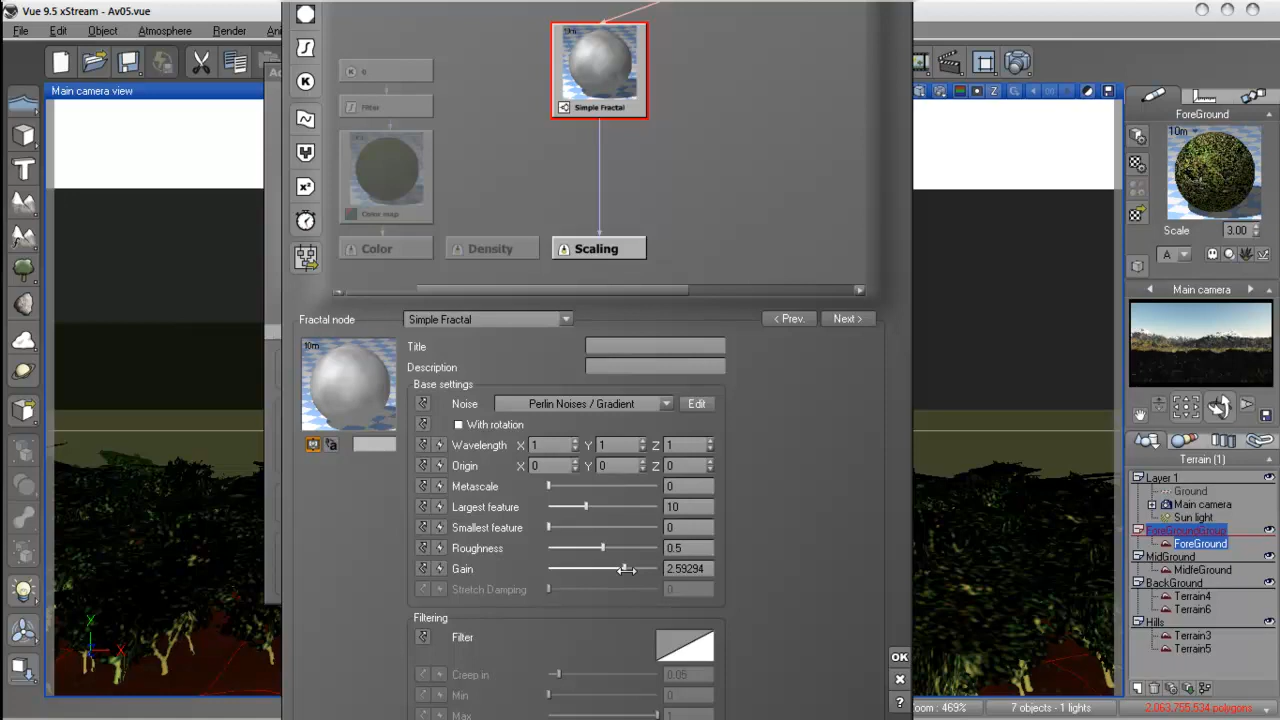 Vue 9.5 xStream - Av05.vue
File Edit Object Atmosphere Render
Main camera view
10m
Simple Fractal
0
Filter
Color map
Color
Density
Scaling
Fractal node
Simple Fractal
< Prev.
Next >
10m
Title
Description
Base settings
Noise
Perlin Noises / Gradient
Edit
With rotation
Wavelength X 1 Y 1 Z 1
Origin X 0 Y 0 Z 0
Metascale 0
Largest feature 10
Smallest feature 0
Roughness 0.5
Gain 2.59294
Stretch Damping 0
Filtering
Filter
Creep in 0.05
Min 0
Max 1
OK
?
ForeGround
10m
Scale 3.00
A
Main camera
Terrain (1)
Layer 1
Ground
Main camera
Sun light
ForeGroundGroup
ForeGround
MidGround
MidfeGround
BackGround
Terrain4
Terrain6
Hills
Terrain3
Terrain5
oom : 469%
7 objects - 1 lights
2,063,755,534 polygons
Y
X